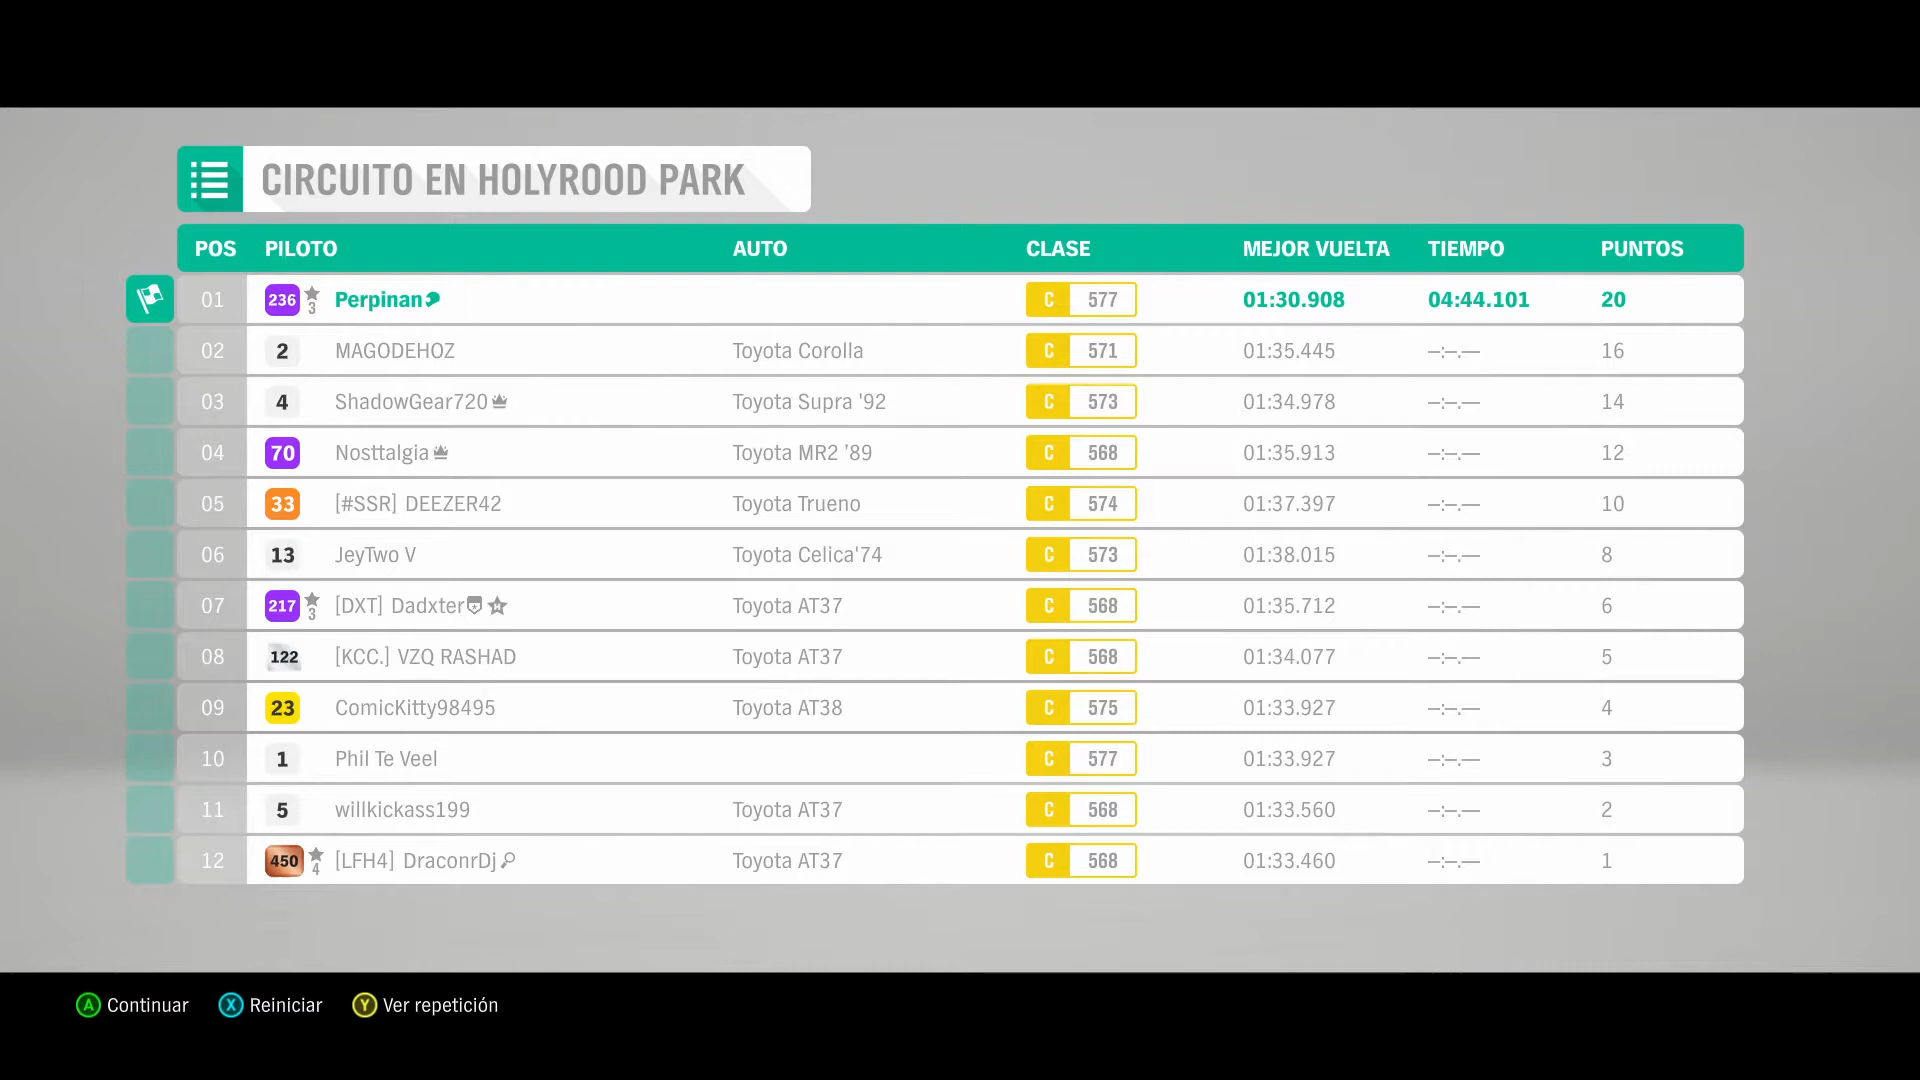 CIRCUITO EN HOLYROOD PARK
POS PILOTO AUTO CLASE MEJOR VUELTA TIEMPO PUNTOS
01 236 3 Perpinan C 577 01:30.908 04:44.101 20
02 2 MAGODEHOZ Toyota Corolla C 571 01:35.445 –:–.–– 16
03 4 ShadowGear720 Toyota Supra '92 C 573 01:34.978 –:–.–– 14
04 70 Nosttalgia Toyota MR2 ’89 C 568 01:35.913 –:–.–– 12
05 33 [#SSR] DEEZER42 Toyota Trueno C 574 01:37.397 –:–.–– 10
06 13 JeyTwo V Toyota Celica'74 C 573 01:38.015 –:–.–– 8
07 217 3 [DXT] Dadxter Toyota AT37 C 568 01:35.712 –:–.–– 6
08 122 [KCC.] VZQ RASHAD Toyota AT37 C 568 01:34.077 –:–.–– 5
09 23 ComicKitty98495 Toyota AT38 C 575 01:33.927 –:–.–– 4
10 1 Phil Te Veel C 577 01:33.927 –:–.–– 3
11 5 willkickass199 Toyota AT37 C 568 01:33.560 –:–.–– 2
12 450 4 [LFH4] DraconrDj Toyota AT37 C 568 01:33.460 –:–.–– 1
A Continuar X Reiniciar Y Ver repetición